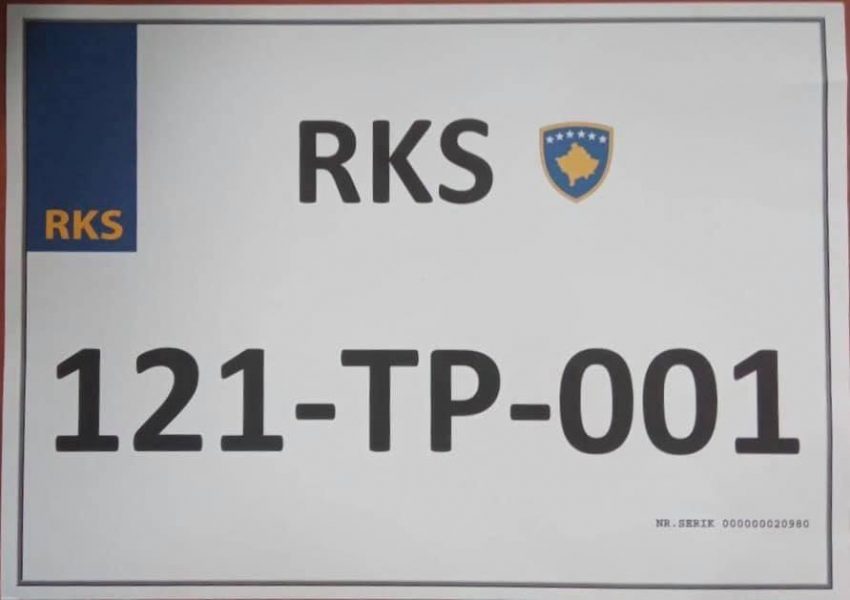 RKS
RKS
121-TP-001
NR.SERIK 000000020980